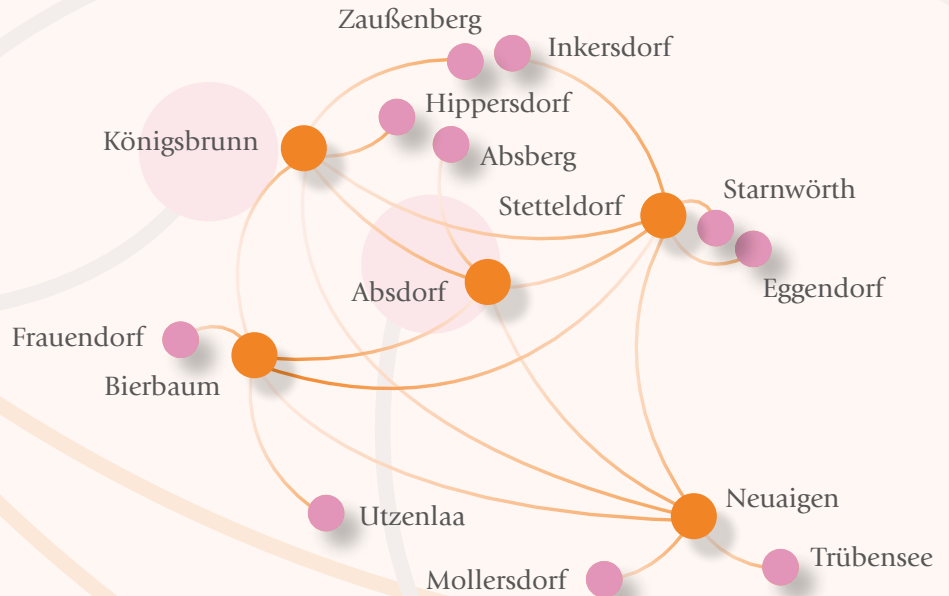 Zaußenberg
Inkersdorf
Hippersdorf
Königsbrunn
Absberg
Starnwörth
Stetteldorf
Eggendorf
Absdorf
Frauendorf
Bierbaum
Neuaigen
Utzenlaa
Trübensee
Mollersdorf